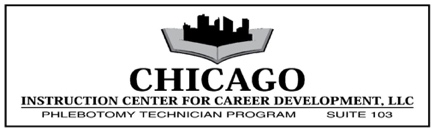 CHICAGO
INSTRUCTION CENTER FOR CAREER DEVELOPMENT, LLC
PHLEBOTOMY TECHNICIAN PROGRAM SUITE 103